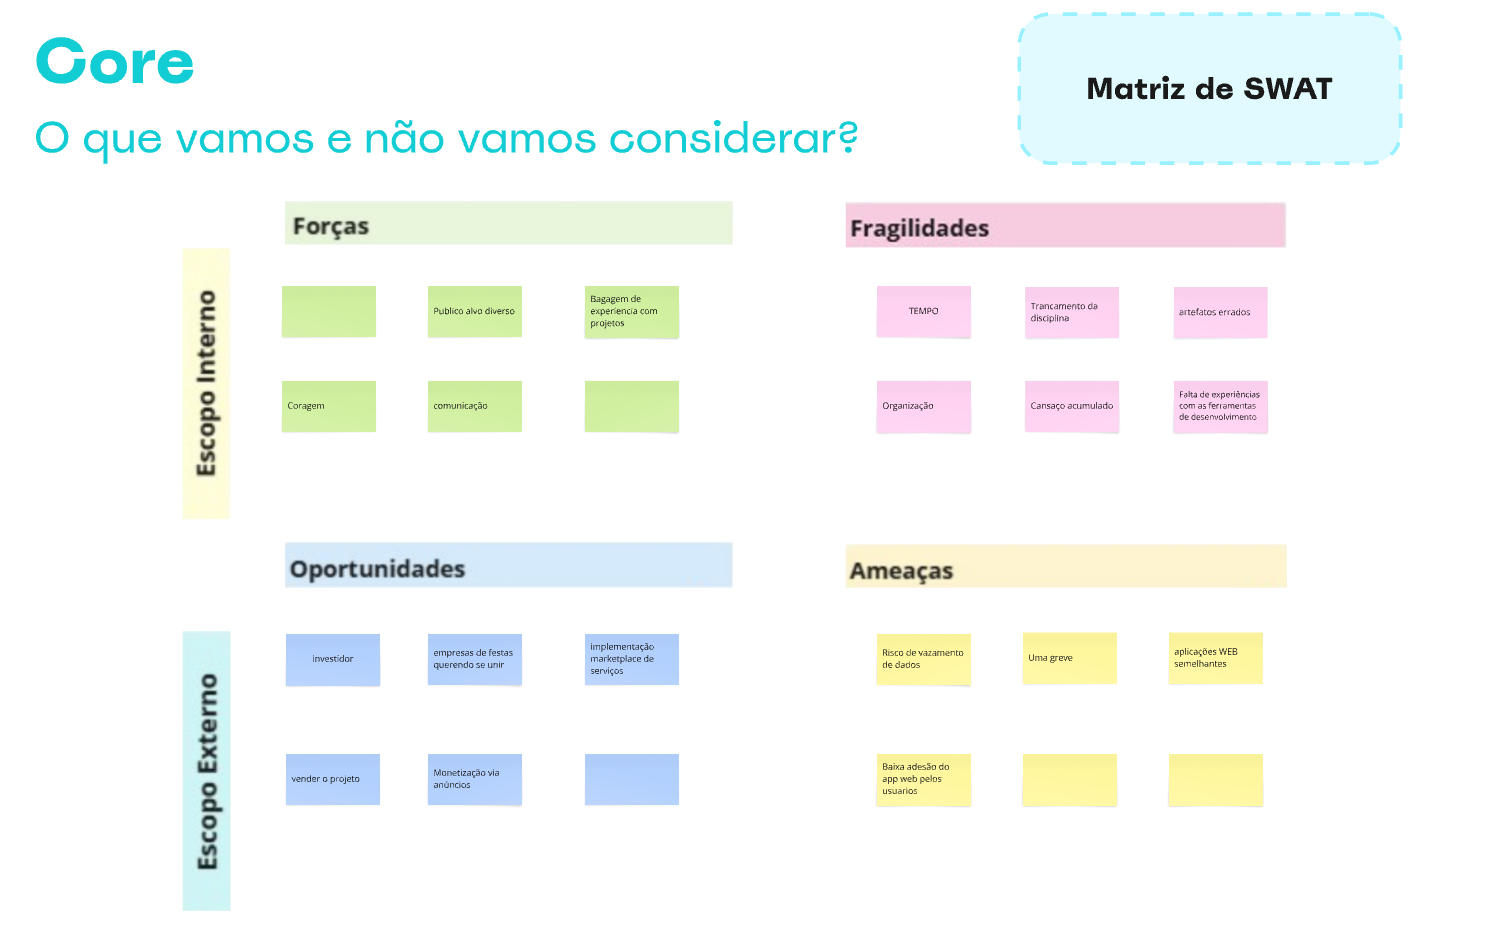 Core
O que vamos e não vamos considerar?
Matriz de SWAT
Escopo Interno
Forças
Publico alvo diverso
Bagagem de
experiencia com
projetos
Coragem
comunicação
Fragilidades
TEMPO
Trancamento da
disciplina
artefatos errados
Organização
Cansaço acumulado
Falta de experiências
com as ferramentas
de desenvolvimento
Escopo Externo
Oportunidades
investidor
empresas de festas
querendo se unir
implementação
marketplace de
serviços
vender o projeto
Monetização via
anúncios
Ameaças
Risco de vazamento
de dados
Uma greve
aplicações WEB
semelhantes
Baixa adesão do
app web pelos
usuarios